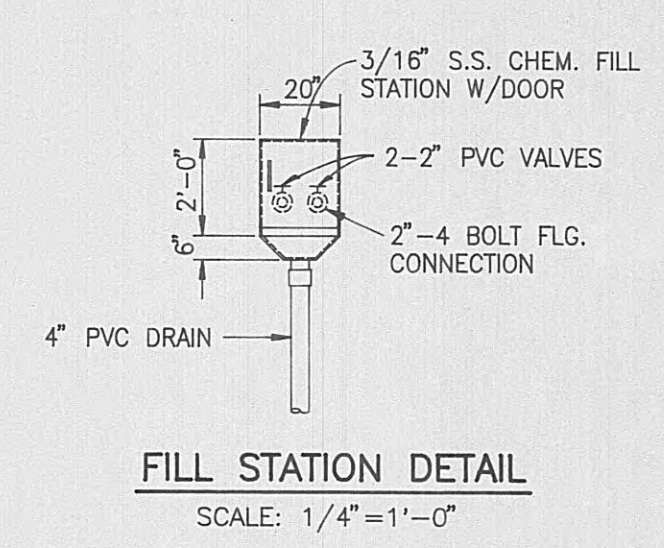 3/16" S.S. CHEM. FILL
STATION W/DOOR
20"
2'-0"
2-2" PVC VALVES
6"
2"-4 BOLT FLG.
CONNECTION
4" PVC DRAIN
FILL STATION DETAIL
SCALE: 1/4"=1'-0"